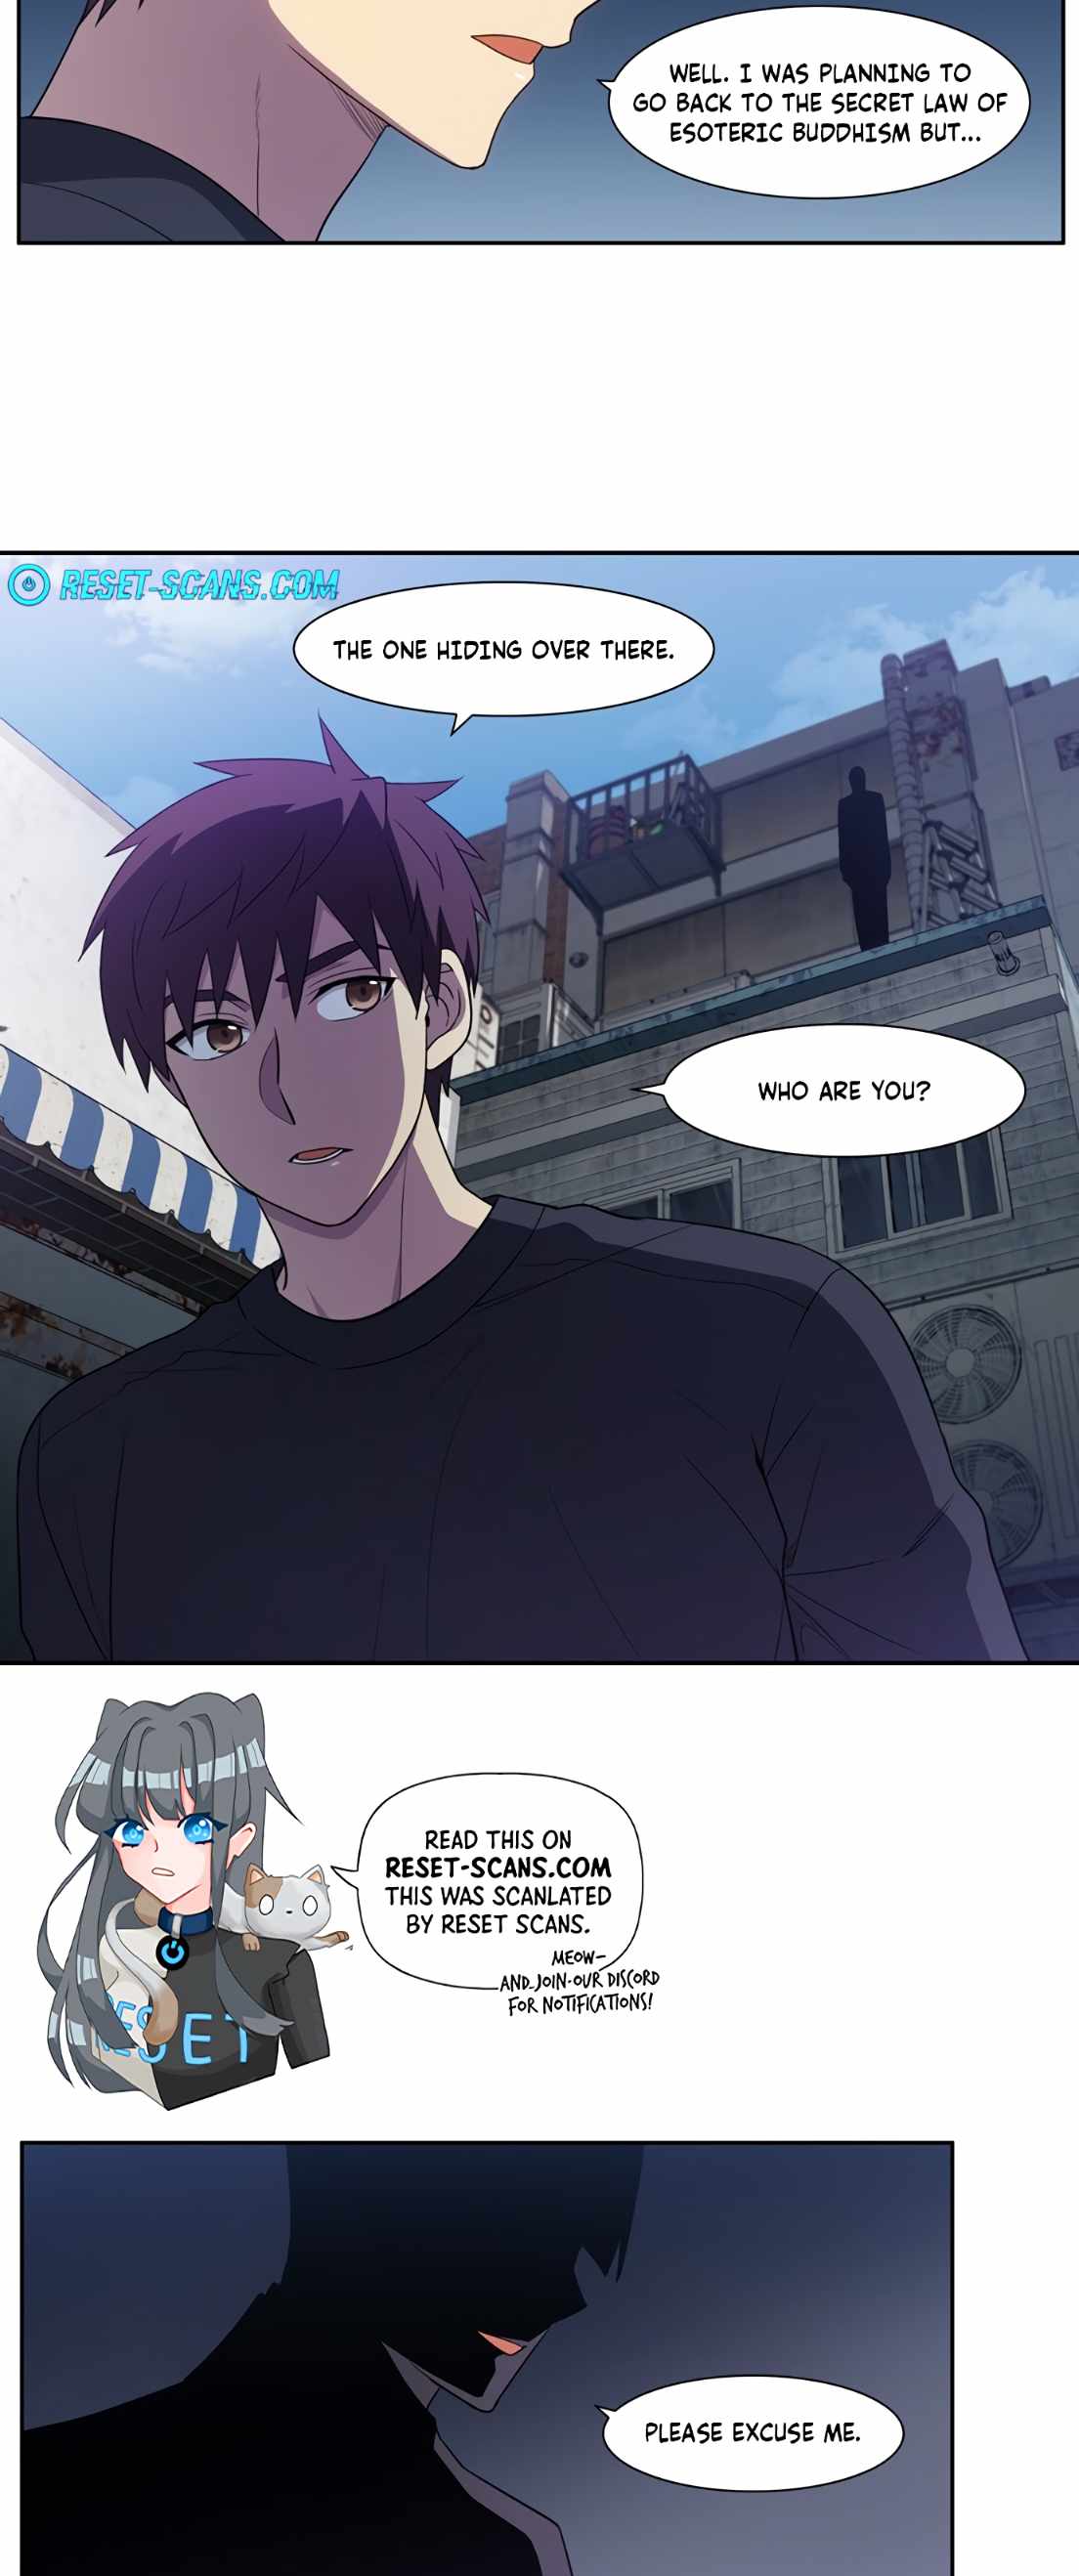 WELL. I WAS PLANNING TO
GO BACK TO THE SECRET LAW OF
ESOTERIC BUDDHISM BUT...
RESET-SCANS.COM
THE ONE HIDING OVER THERE.
WHO ARE YOU?
READ THIS ON
RESET-SCANS.COM
THIS WAS SCANLATED
BY RESET SCANS.
MEOW-
AND JOIN OUR DISCORD
FOR NOTIFICATIONS!
RESET
PLEASE EXCUSE ME.